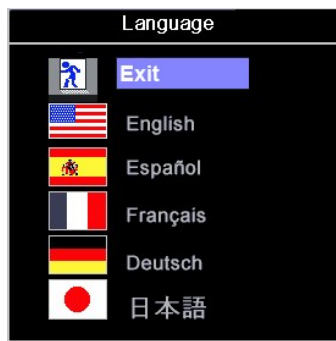 Language
Exit
English
Español
Français
Deutsch
日本語